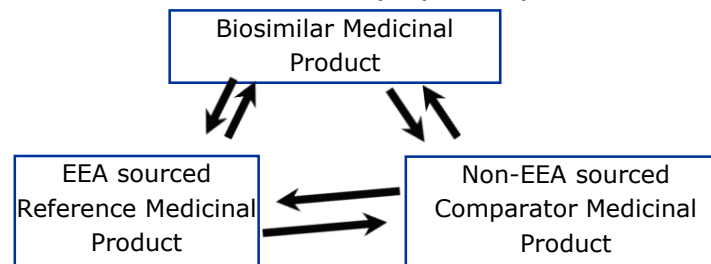 Biosimilar Medicinal
Product
EEA sourced
Reference Medicinal
Product
Non-EEA sourced
Comparator Medicinal
Product